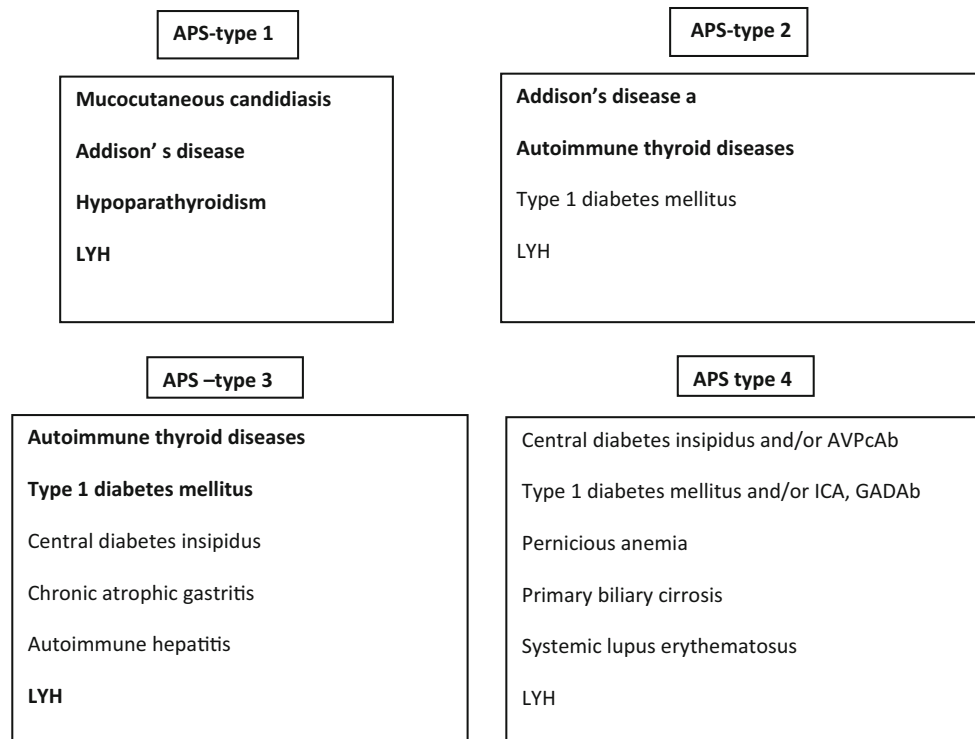 APS-type 1
Mucocutaneous candidiasis
Addison' s disease
Hypoparathyroidism
LYH
APS-type 2
Addison's disease a
Autoimmune thyroid diseases
Type 1 diabetes mellitus
LYH
APS –type 3
Autoimmune thyroid diseases
Type 1 diabetes mellitus
Central diabetes insipidus
Chronic atrophic gastritis
Autoimmune hepatitis
LYH
APS type 4
Central diabetes insipidus and/or AVPcAb
Type 1 diabetes mellitus and/or ICA, GADAb
Pernicious anemia
Primary biliary cirrosis
Systemic lupus erythematosus
LYH